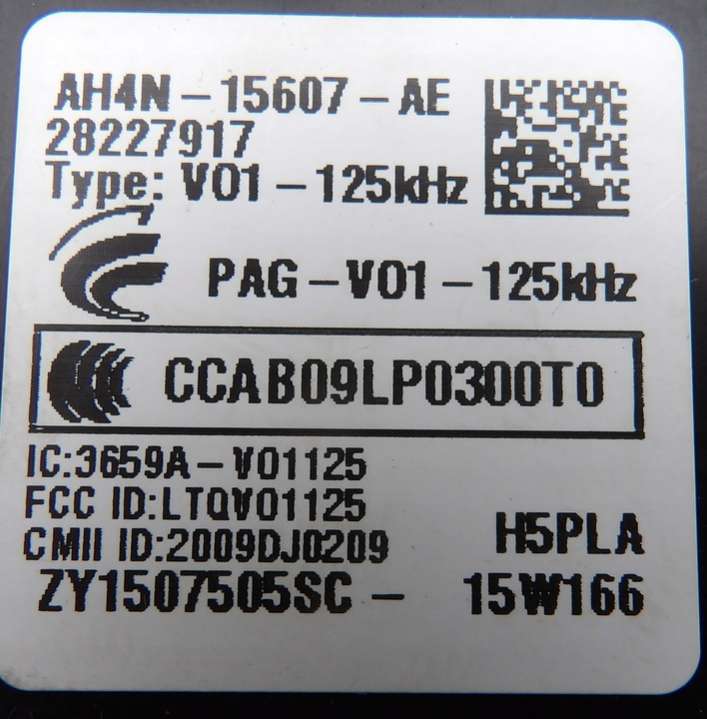 AH4N-15607-AE
28227917
Type: V01-125kHz
PAG-V01-125kHz
CCAB09LP0300T0
IC:3659A-V01125
FCC ID:LTQV01125
CMII ID:2009DJ0209
H5PLA
ZY1507505SC - 15W166